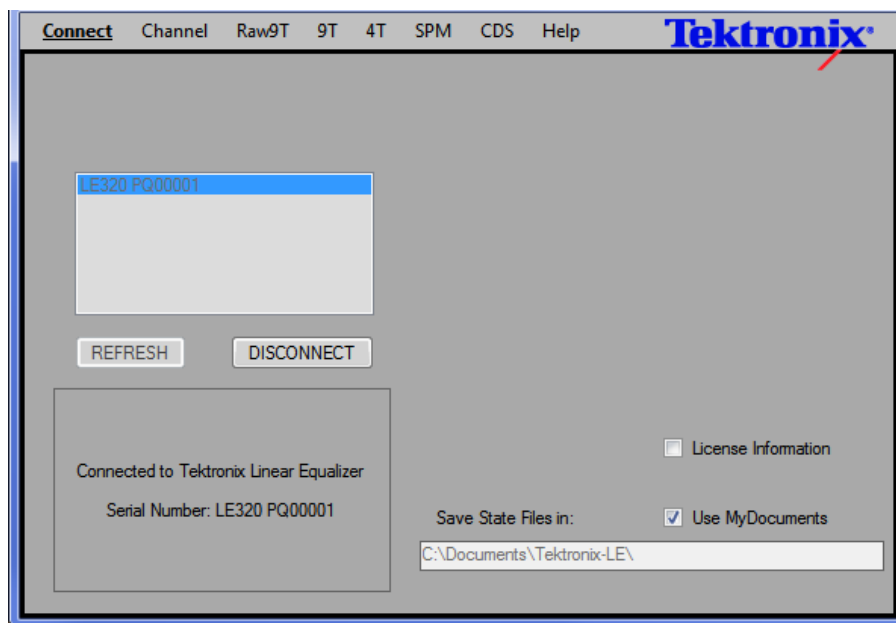 Connect Channel Raw9T 9T 4T SPM CDS Help Tektronix®
LE320 PQ00001
REFRESH DISCONNECT
Connected to Tektronix Linear Equalizer
Serial Number: LE320 PQ00001
License Information
Save State Files in: Use MyDocuments
C:\Documents\Tektronix-LE\